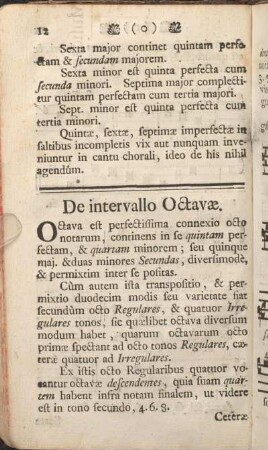 12 ( o )
Sexta major continet quintam perfe-
ctam & secundam majorem.
Sexta minor est quinta perfecta cum
secunda minori. Septima major complecti-
tur quintam perfectam cum tertia majori.
Sept. minor est quinta perfecta cum
tertia minori.
Quintæ, sextæ, septimæ imperfectæ in
saltibus incompletis vix aut nunquam inve-
niuntur in cantu chorali, ideo de his nihil
agendúm.
De intervallo Octavæ.
Octava est perfectissima connexio octo
notarum, continens in se quintam per-
fectam, & quartam minorem; seu quinque
maj. & duas minores Secundas, diversimodè,
& permixtim inter se positas.
Cùm autem ista transpositio, & per-
mixtio duodecim modis seu varietate fiat
secundùm octo Regulares, & quatuor Irre-
gulares tonos, sic quælibet octava diversum
modum habet, quarum octavarum octo
primæ spectant ad octo tonos Regulares, cæ-
teræ quatuor ad Irregulares.
Ex istis octo Regularibus quatuor vo-
cantur octavæ descendentes, quia suam quar-
tem habent infra notam finalem, ut videre
est in tono secundo, 4. 6. 8.
Ceteræ